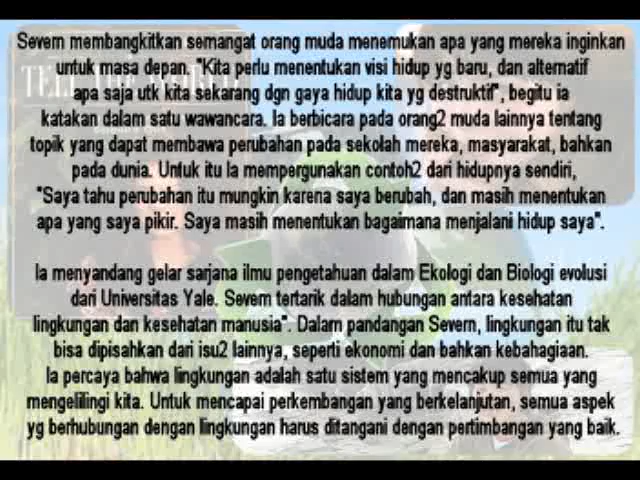 Severn membangkitkan semangat orang muda menemukan apa yang mereka inginkan
untuk masa depan. "Kita perlu menentukan visi hidup yg baru, dan alternatif
apa saja utk kita sekarang dgn gaya hidup kita yg destruktif", begitu ia
katakan dalam satu wawancara. Ia berbicara pada orang2 muda lainnya tentang
topik yang dapat membawa perubahan pada sekolah mereka, masyarakat, bahkan
pada dunia. Untuk itu Ia mempergunakan contoh2 dari hidupnya sendiri,
"Saya tahu perubahan itu mungkin karena saya berubah, dan masih menentukan
apa yang saya pikir. Saya masih menentukan bagaimana menjalani hidup saya".
Ia menyandang gelar sarjana ilmu pengetahuan dalam Ekologi dan Biologi evolusi
dari Universitas Yale. Severn tertarik dalam hubungan antara kesehatan
lingkungan dan kesehatan manusia". Dalam pandangan Severn, lingkungan itu tak
bisa dipisahkan dari isu2 lainnya, seperti ekonomi dan bahkan kebahagiaan.
Ia percaya bahwa lingkungan adalah satu sistem yang mencakup semua yang
mengelilingi kita. Untuk mencapai perkembangan yang berkelanjutan, semua aspek
yg berhubungan dengan lingkungan harus ditangani dengan pertimbangan yang baik.